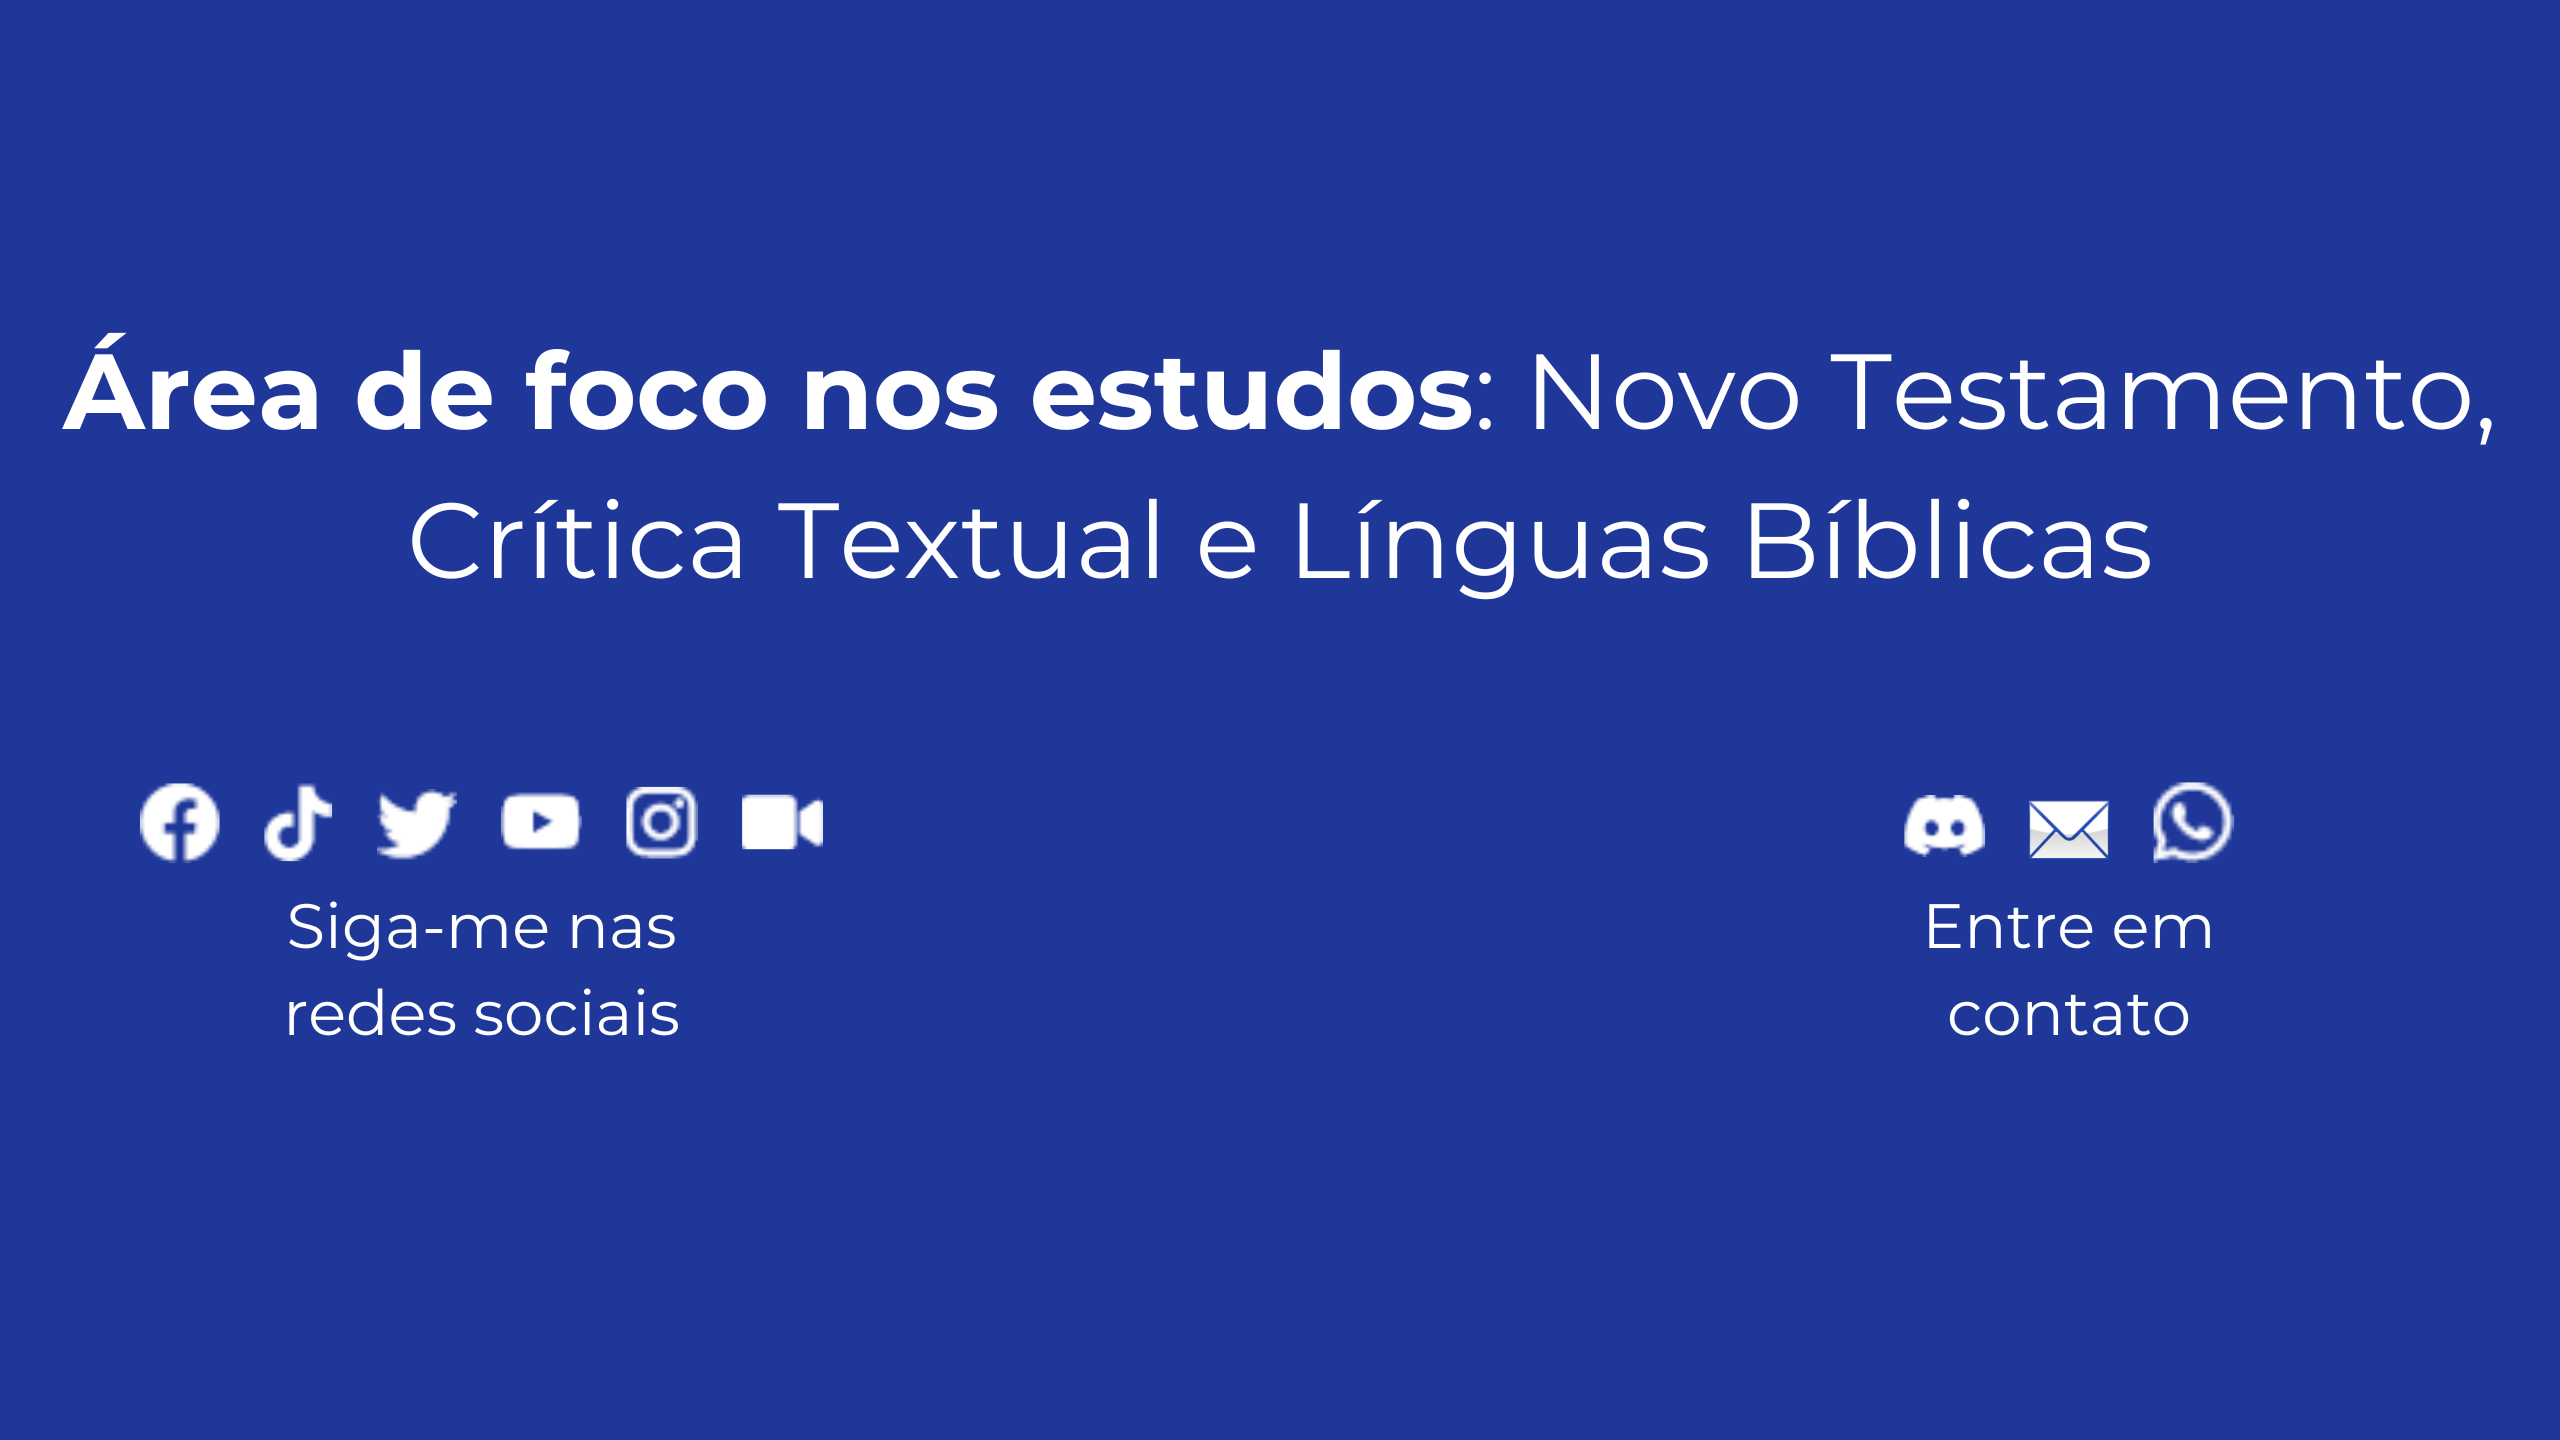 Área de foco nos estudos: Novo Testamento,
Crítica Textual e Línguas Bíblicas
Siga-me nas
redes sociais
Entre em
contato